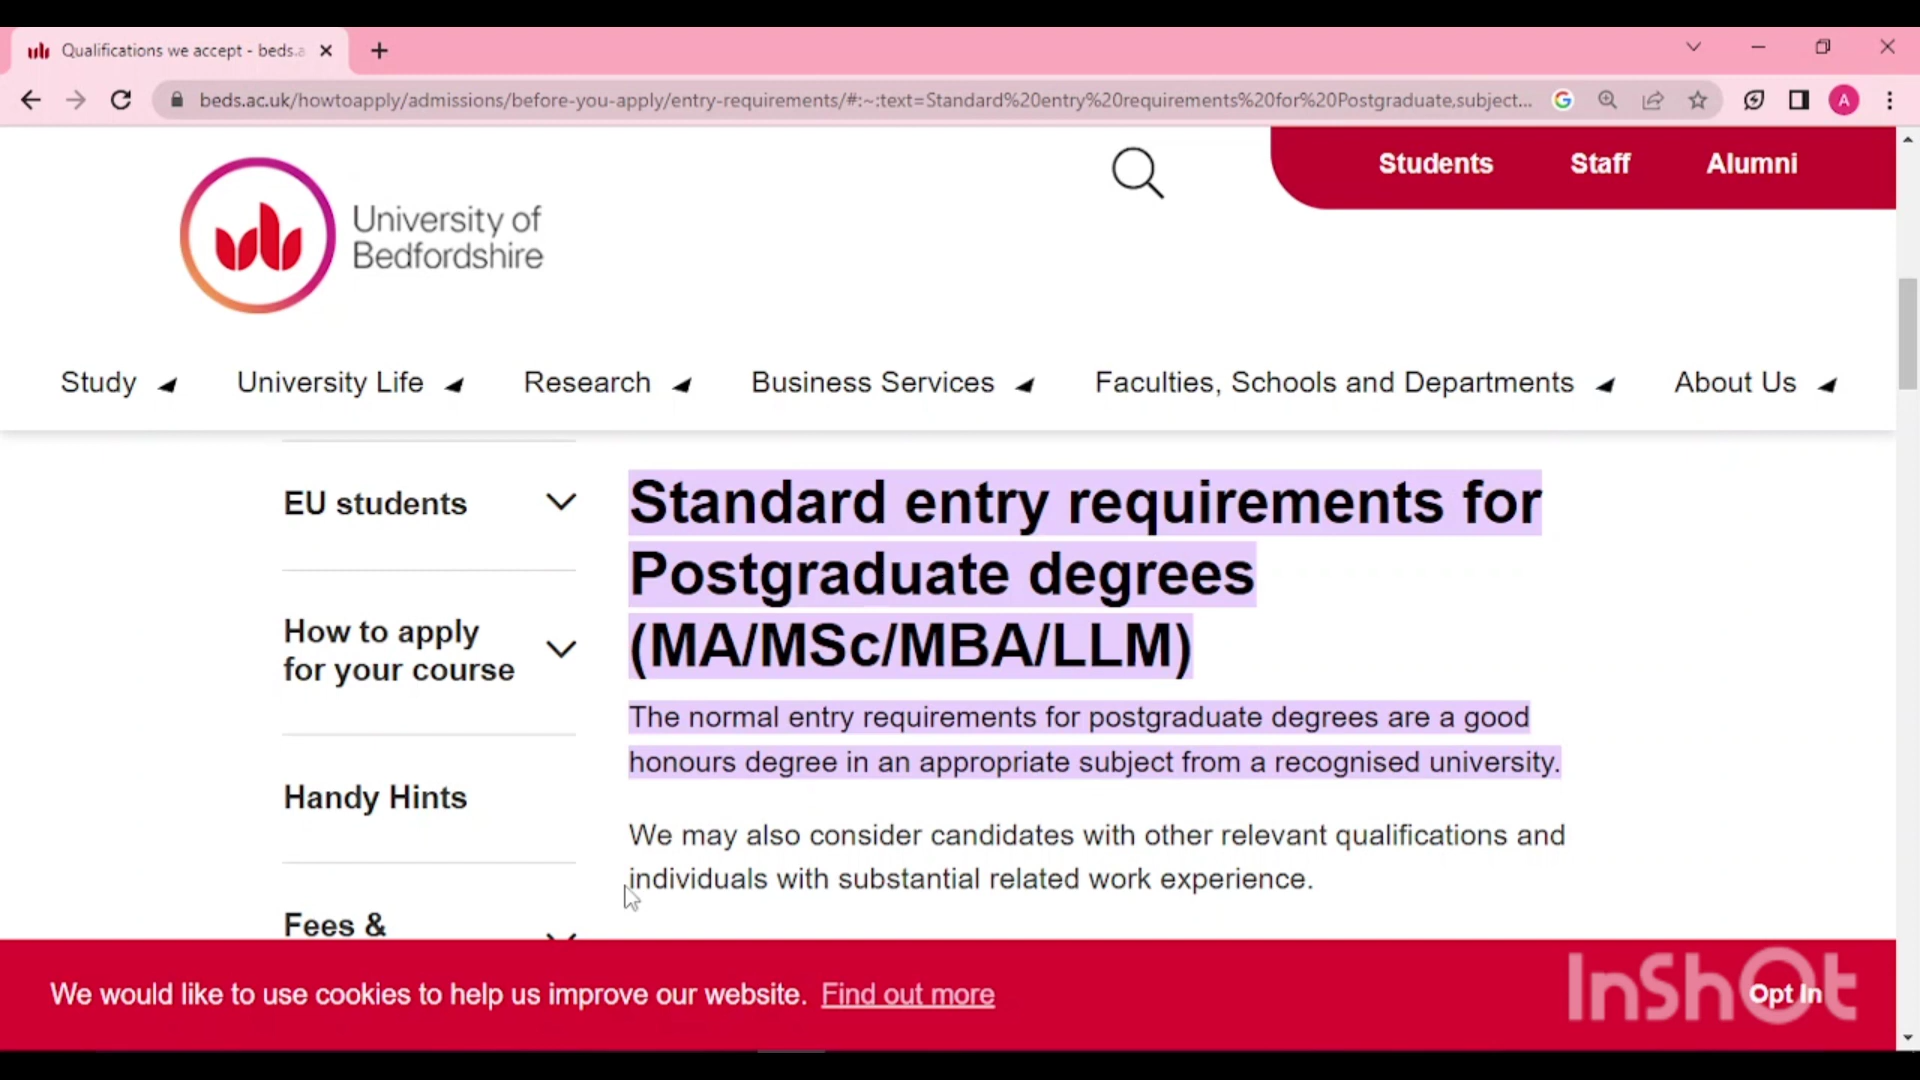 Qualifications we accept - beds.a
beds.ac.uk/howtoapply/admissions/before-you-apply/entry-requirements/#:~:text=Standard%20entry%20requirements%20for%20Postgraduate,subject...
A
Students Staff Alumni
University of
Bedfordshire
Study University Life Research Business Services Faculties, Schools and Departments About Us
EU students
How to apply
for your course
Handy Hints
Fees &
Standard entry requirements for
Postgraduate degrees
(MA/MSc/MBA/LLM)
The normal entry requirements for postgraduate degrees are a good
honours degree in an appropriate subject from a recognised university.
We may also consider candidates with other relevant qualifications and
individuals with substantial related work experience.
We would like to use cookies to help us improve our website. Find out more
Opt In
InShOt